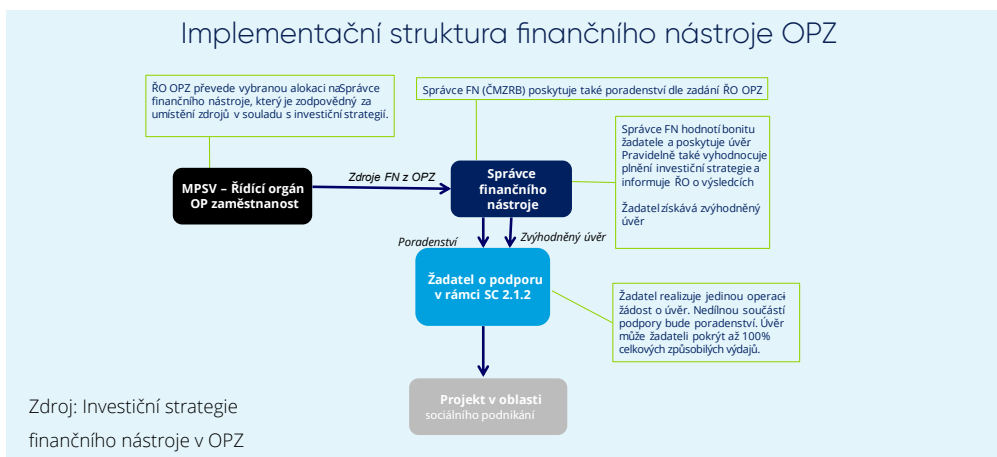 Implementační struktura finančního nástroje OPZ
ŘO OPZ převede vybranou alokaci naSprávce
finančního nástroje, který je zodpovědný za
umístění zdrojů v souladu s investiční strategií.
Správce FN (ČMZRB) poskytuje také poradenství dle zadání ŘO OPZ
Správce FN hodnotí bonitu
žadatele a poskytuje úvěr
Pravidelně také vyhodnocuje
plnění investiční strategie a
informuje ŘO o výsledcích
Žadatel získává zvýhodněný
úvěr
MPSV – Řídící orgán
OP zaměstnanost
Zdroje FN z OPZ
Správce
finančního
nástroje
Poradenství
Zvýhodněný úvěr
Žadatel o podporu
v rámci SC 2.1.2
Žadatel realizuje jedinou operaci-
žádost o úvěr. Nedílnou součástí
podpory bude poradenství. Úvěr
může žadateli pokrýt až 100%
celkových způsobilých výdajů.
Projekt v oblasti
sociálního podnikání
Zdroj: Investiční strategie
finančního nástroje v OPZ